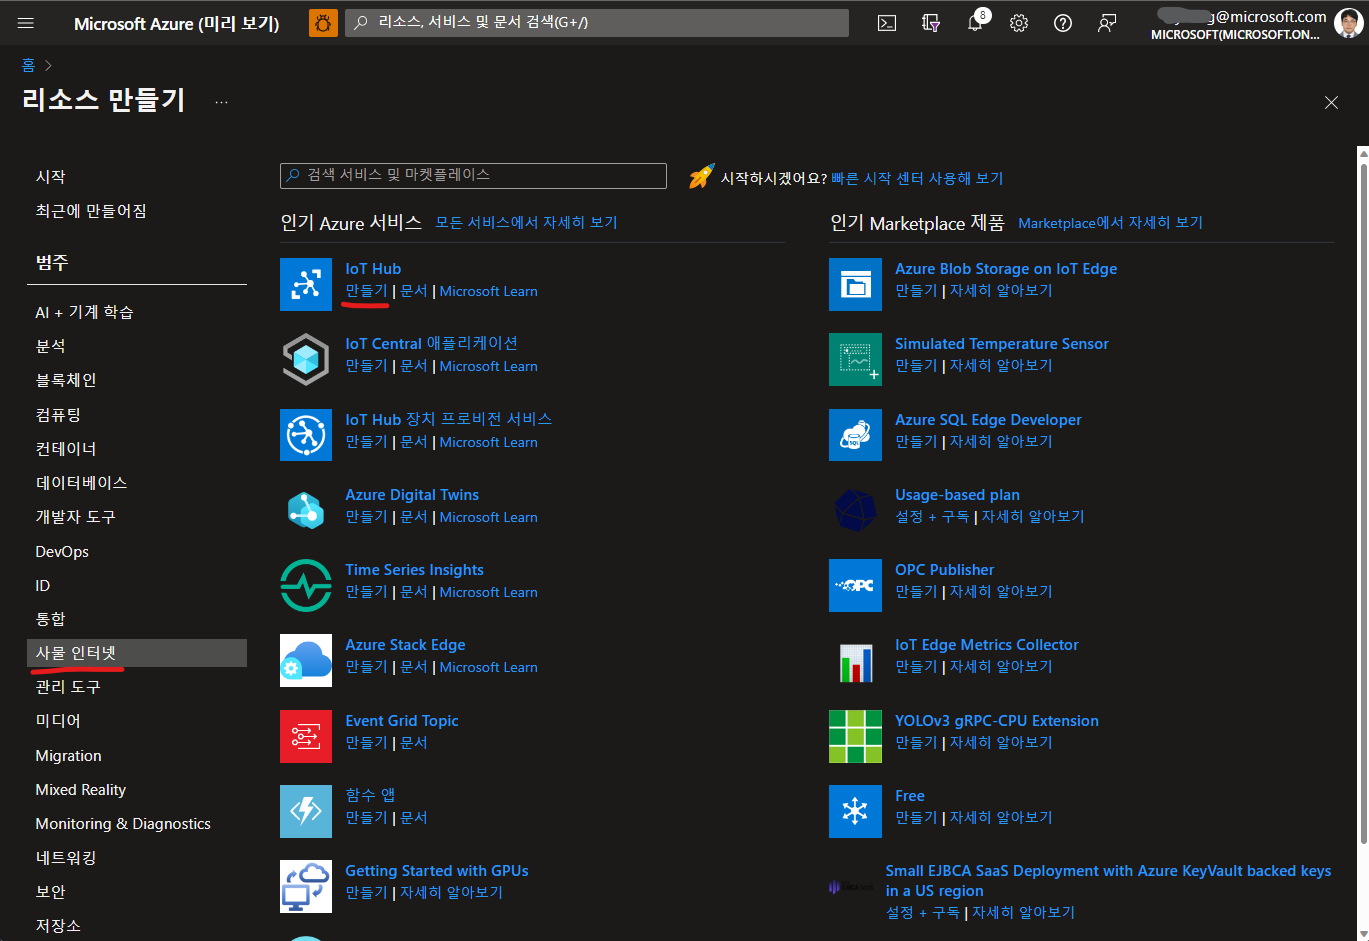 Microsoft Azure (미리 보기)
리소스, 서비스 및 문서 검색(G+/)
8
g@microsoft.com
MICROSOFT(MICROSOFT.ON...
홈
리소스 만들기
...
시작
최근에 만들어짐
범주
AI + 기계 학습
분석
블록체인
컴퓨팅
컨테이너
데이터베이스
개발자 도구
DevOps
ID
통합
사물 인터넷
관리 도구
미디어
Migration
Mixed Reality
Monitoring & Diagnostics
네트워킹
보안
저장소
검색 서비스 및 마켓플레이스
시작하시겠어요? 빠른 시작 센터 사용해 보기
인기 Azure 서비스 모든 서비스에서 자세히 보기
IoT Hub
만들기 | 문서 | Microsoft Learn
IoT Central 애플리케이션
만들기 | 문서 | Microsoft Learn
IoT Hub 장치 프로비전 서비스
만들기 | 문서 | Microsoft Learn
Azure Digital Twins
만들기 | 문서 | Microsoft Learn
Time Series Insights
만들기 | 문서 | Microsoft Learn
Azure Stack Edge
만들기 | 문서 | Microsoft Learn
Event Grid Topic
만들기 | 문서
함수 앱
만들기 | 문서
Getting Started with GPUs
만들기 | 자세히 알아보기
인기 Marketplace 제품 Marketplace에서 자세히 보기
Azure Blob Storage on IoT Edge
만들기 | 자세히 알아보기
Simulated Temperature Sensor
만들기 | 자세히 알아보기
SQL
Azure SQL Edge Developer
만들기 | 자세히 알아보기
Usage-based plan
설정 + 구독 | 자세히 알아보기
OPC
OPC Publisher
만들기 | 자세히 알아보기
IoT Edge Metrics Collector
만들기 | 자세히 알아보기
YOLOv3 gRPC-CPU Extension
만들기 | 자세히 알아보기
Free
만들기 | 자세히 알아보기
Small EJBCA SaaS Deployment with Azure KeyVault backed keys
in a US region
설정 + 구독 | 자세히 알아보기